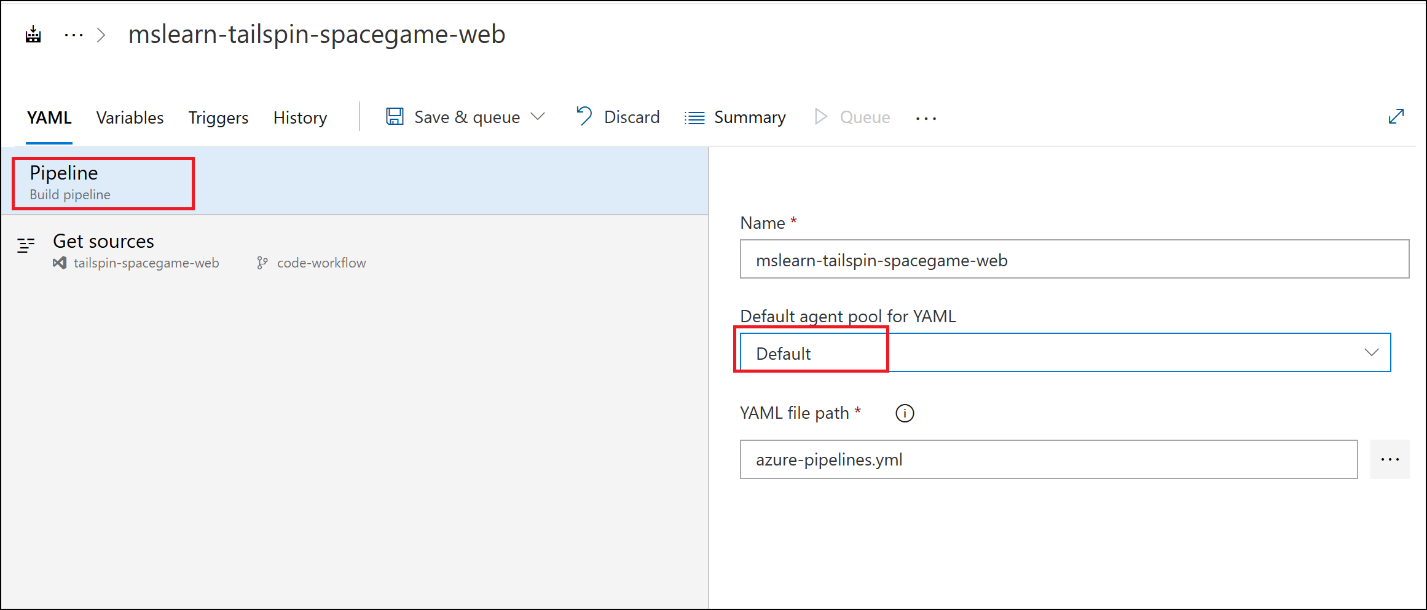 ··· > mslearn-tailspin-spacegame-web
YAML Variables Triggers History Save & queue Discard Summary Queue ···
Pipeline
Build pipeline
Get sources
tailspin-spacegame-web code-workflow
Name *
mslearn-tailspin-spacegame-web
Default agent pool for YAML
Default
YAML file path * i
azure-pipelines.yml ···